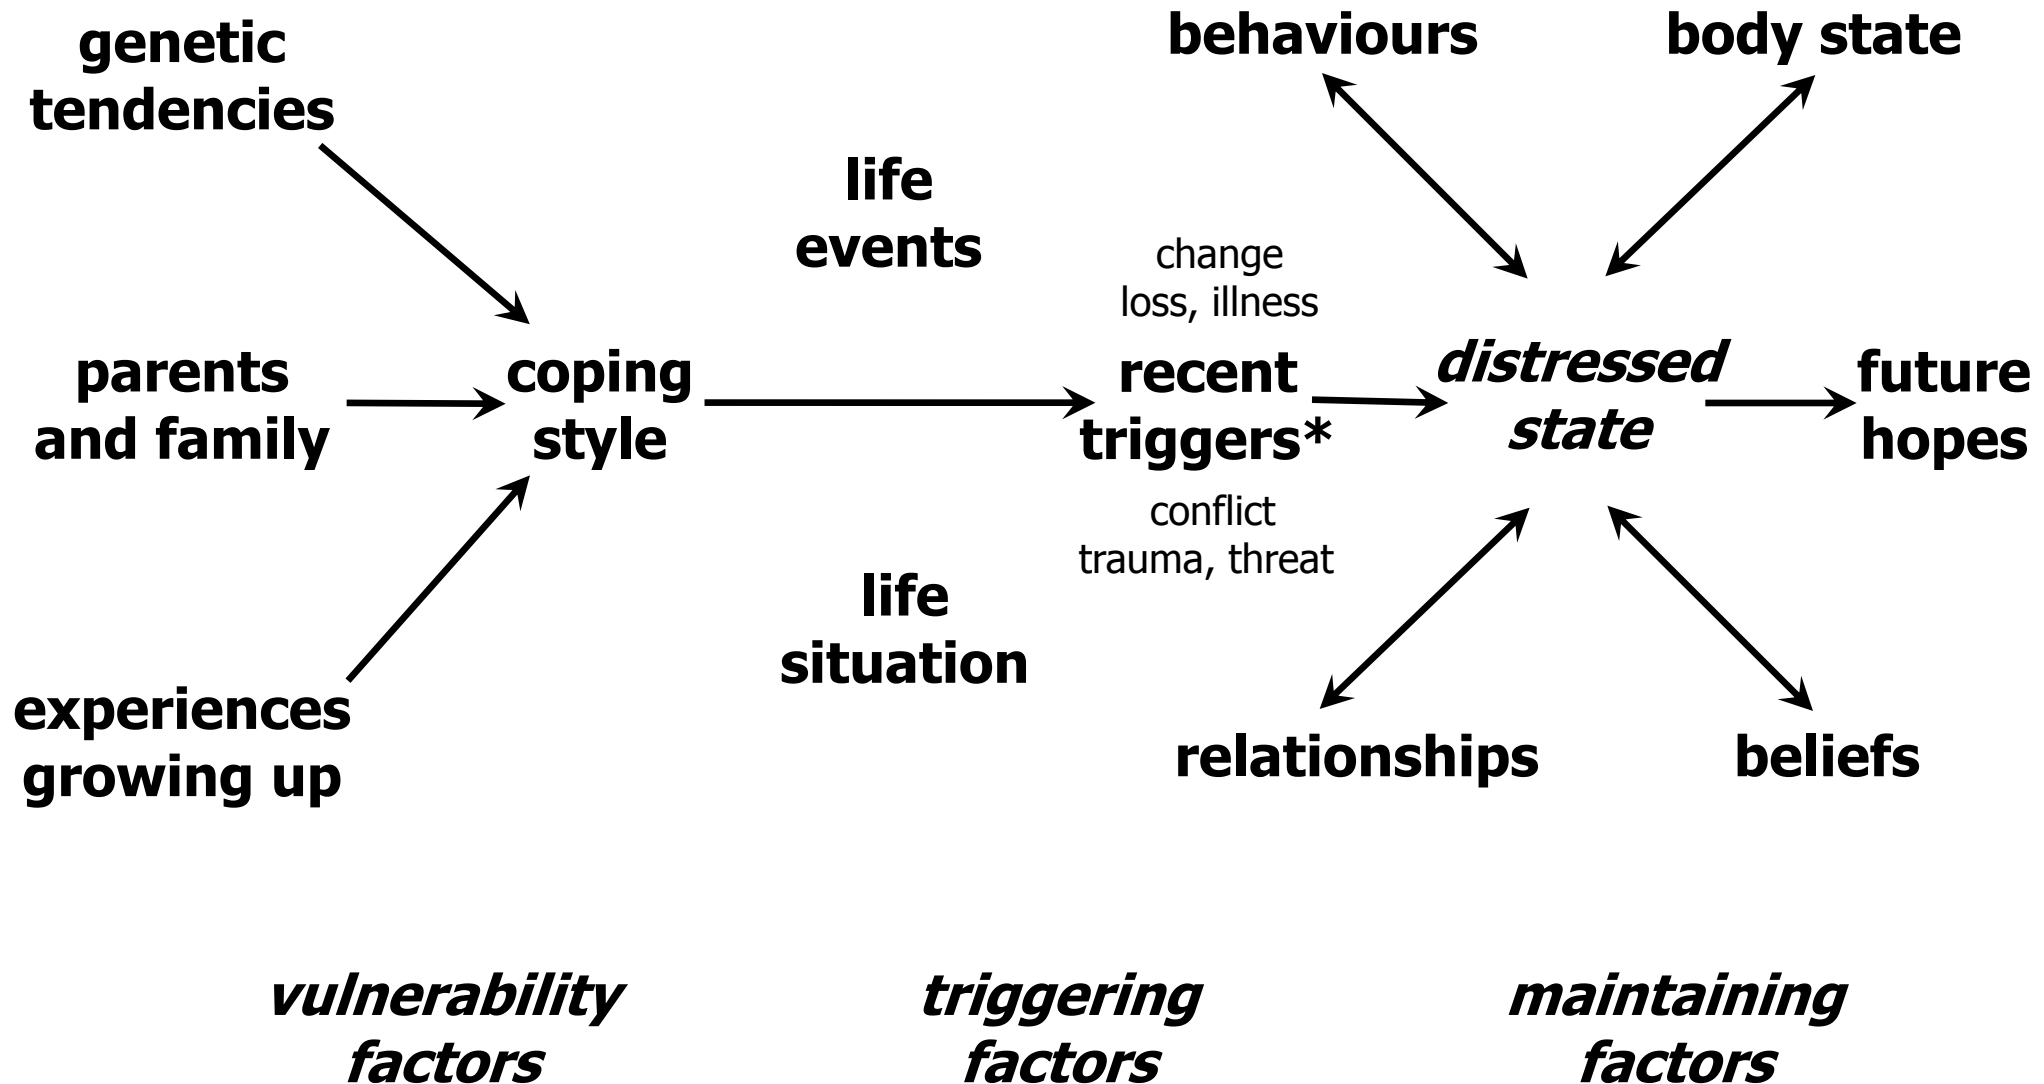 genetic
tendencies
parents
and family
experiences
growing up
coping
style
life
events
life
situation
change
loss, illness
recent
triggers*
conflict
trauma, threat
behaviours
body state
distressed
state
future
hopes
relationships
beliefs
vulnerability
factors
triggering
factors
maintaining
factors